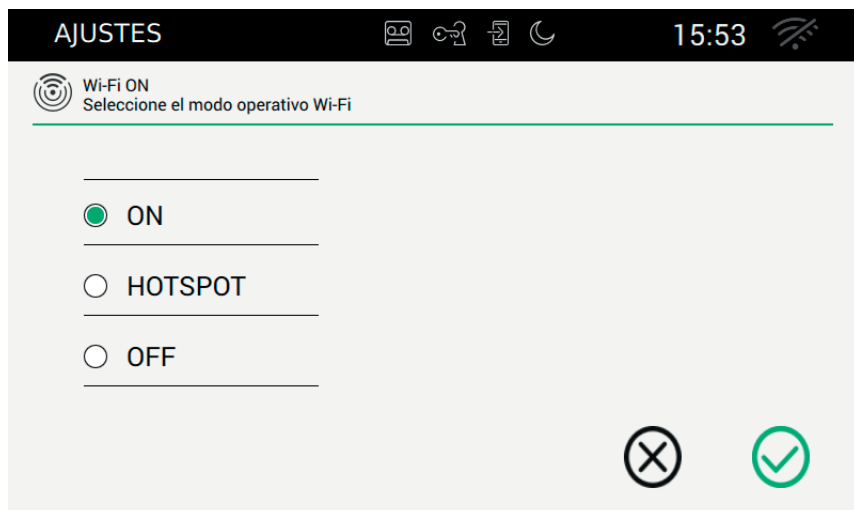 AJUSTES 15:53
Wi-Fi ON
Seleccione el modo operativo Wi-Fi
ON
HOTSPOT
OFF